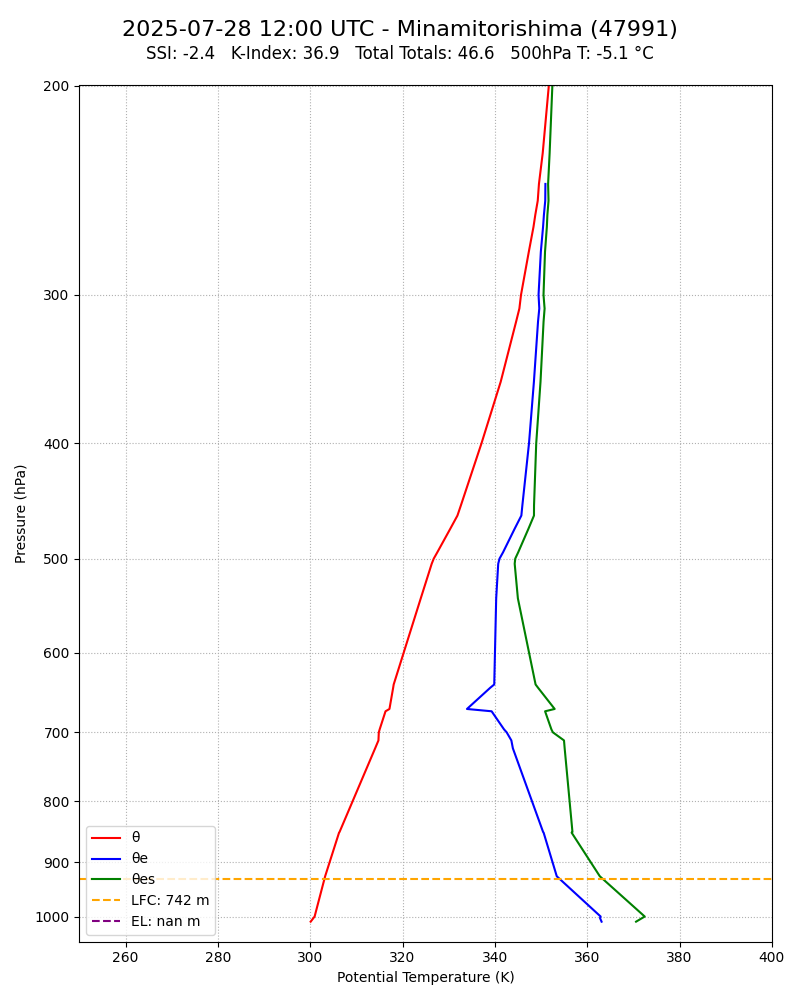 2025-07-28 12:00 UTC - Minamitorishima (47991)
SSI: -2.4   K-Index: 36.9   Total Totals: 46.6   500hPa T: -5.1 °C
Pressure (hPa)
200
300
400
500
600
700
800
900
1000
θ
θe
θes
LFC: 742 m
EL: nan m
260 280 300 320 340 360 380 400
Potential Temperature (K)